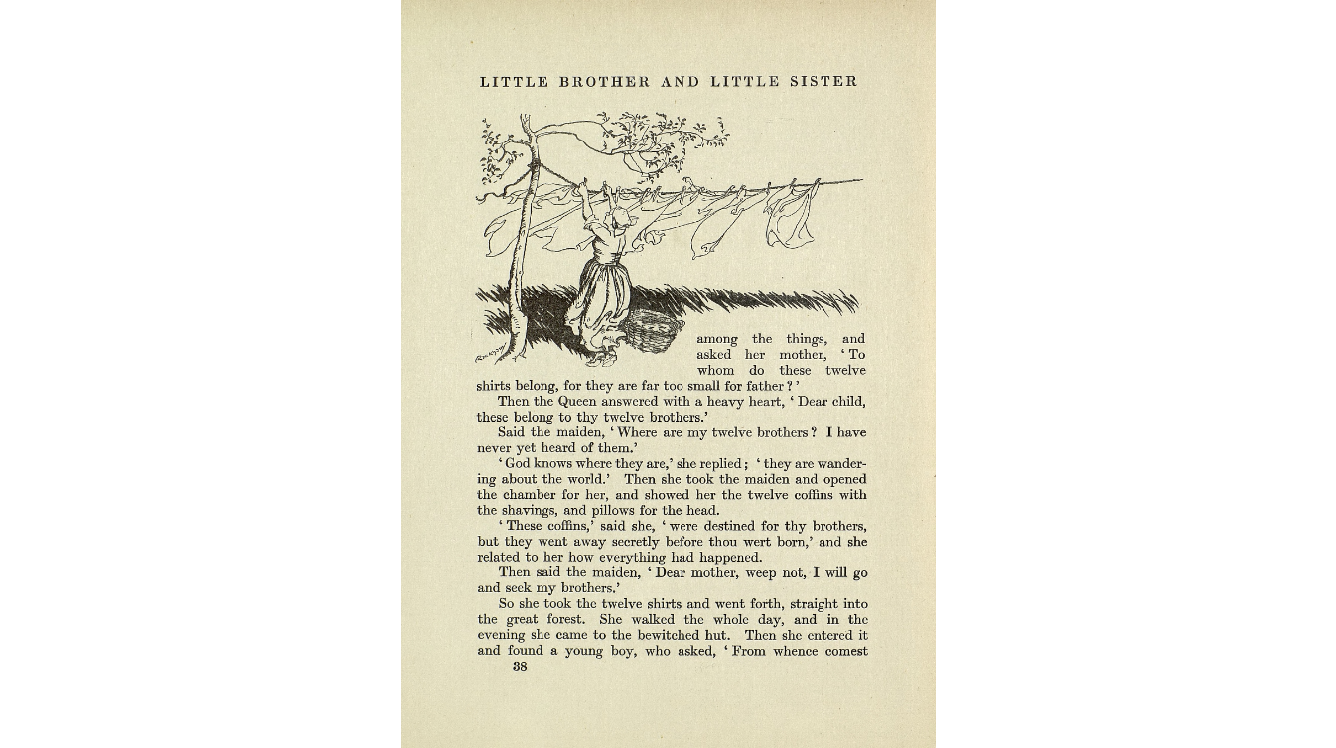 LITTLE BROTHER AND LITTLE SISTER
among the things, and
asked her mother, ‘To
whom do these twelve
shirts belong, for they are far too small for father?’
Then the Queen answered with a heavy heart, ‘Dear child,
these belong to thy twelve brothers.’
Said the maiden, ‘Where are my twelve brothers? I have
never yet heard of them.’
‘God knows where they are,’ she replied; ‘they are wander-
ing about the world.’ Then she took the maiden and opened
the chamber for her, and showed her the twelve coffins with
the shavings, and pillows for the head.
‘These coffins,’ said she, ‘were destined for thy brothers,
but they went away secretly before thou wert born,’ and she
related to her how everything had happened.
Then said the maiden, ‘Dear mother, weep not, I will go
and seek my brothers.’
So she took the twelve shirts and went forth, straight into
the great forest. She walked the whole day, and in the
evening she came to the bewitched hut. Then she entered it
and found a young boy, who asked, ‘From whence comest
38